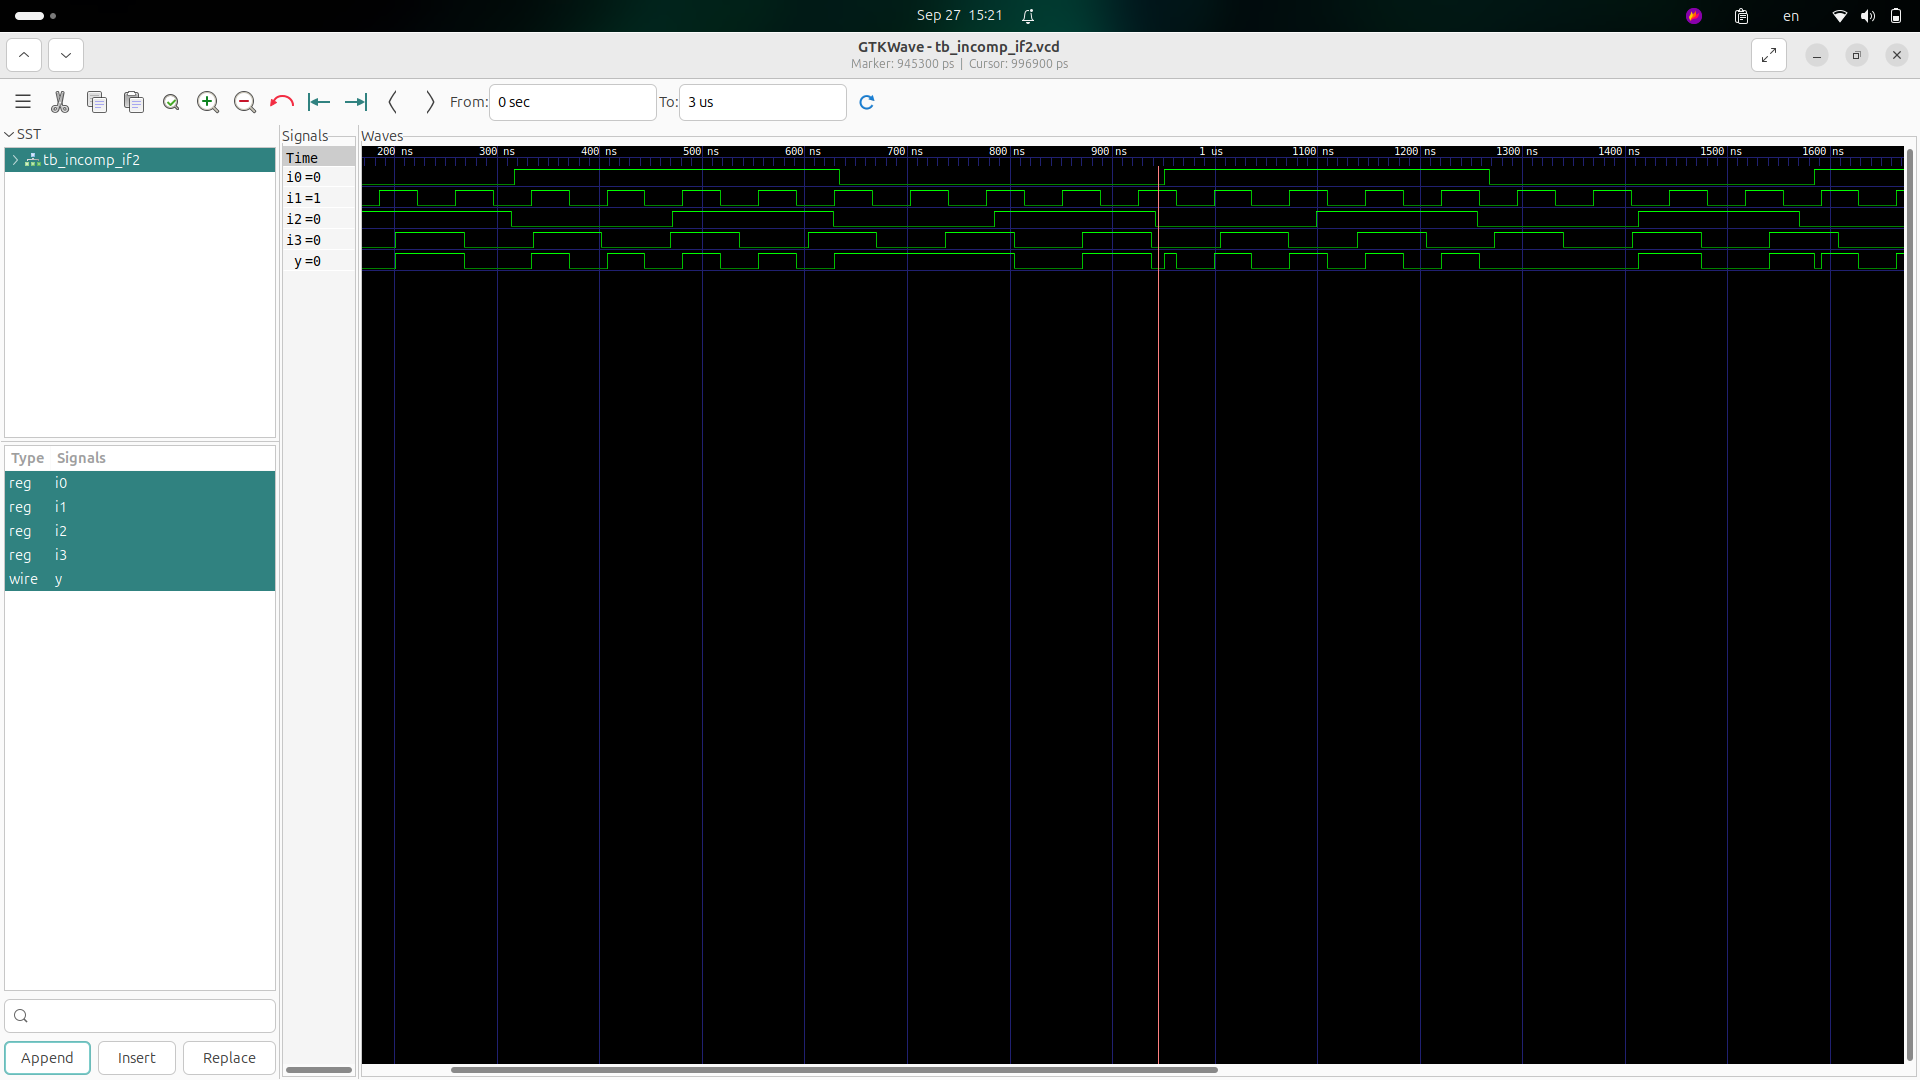 Sep 27 15:21
en
GTKWave - tb_incomp_if2.vcd
Marker: 945300 ps | Cursor: 996900 ps
From: 0 sec To: 3 us
SST
tb_incomp_if2
Type Signals
reg i0
reg i1
reg i2
reg i3
wire y
Append Insert Replace
Signals
Time
i0 =0
i1 =1
i2 =0
i3 =0
y =0
Waves
200 ns 300 ns 400 ns 500 ns 600 ns 700 ns 800 ns 900 ns 1 us 1100 ns 1200 ns 1300 ns 1400 ns 1500 ns 1600 ns